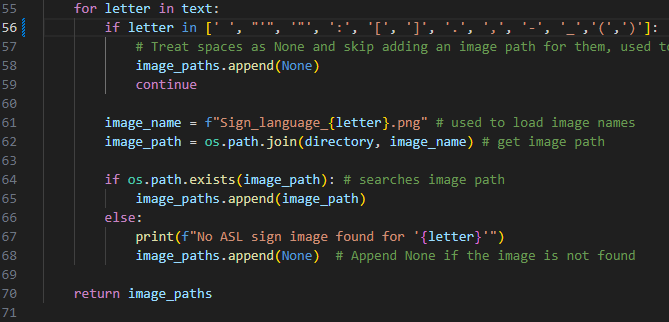 55 for letter in text:
56 if letter in [' ', "'", '"', ':', '[', ']', '.', ',', '-', '_','(',')']:
57 # Treat spaces as None and skip adding an image path for them, used to
58 image_paths.append(None)
59 continue
60
61 image_name = f"Sign_language_{letter}.png" # used to load image names
62 image_path = os.path.join(directory, image_name) # get image path
63
64 if os.path.exists(image_path): # searches image path
65 image_paths.append(image_path)
66 else:
67 print(f"No ASL sign image found for '{letter}'")
68 image_paths.append(None)  # Append None if the image is not found
69
70 return image_paths
71